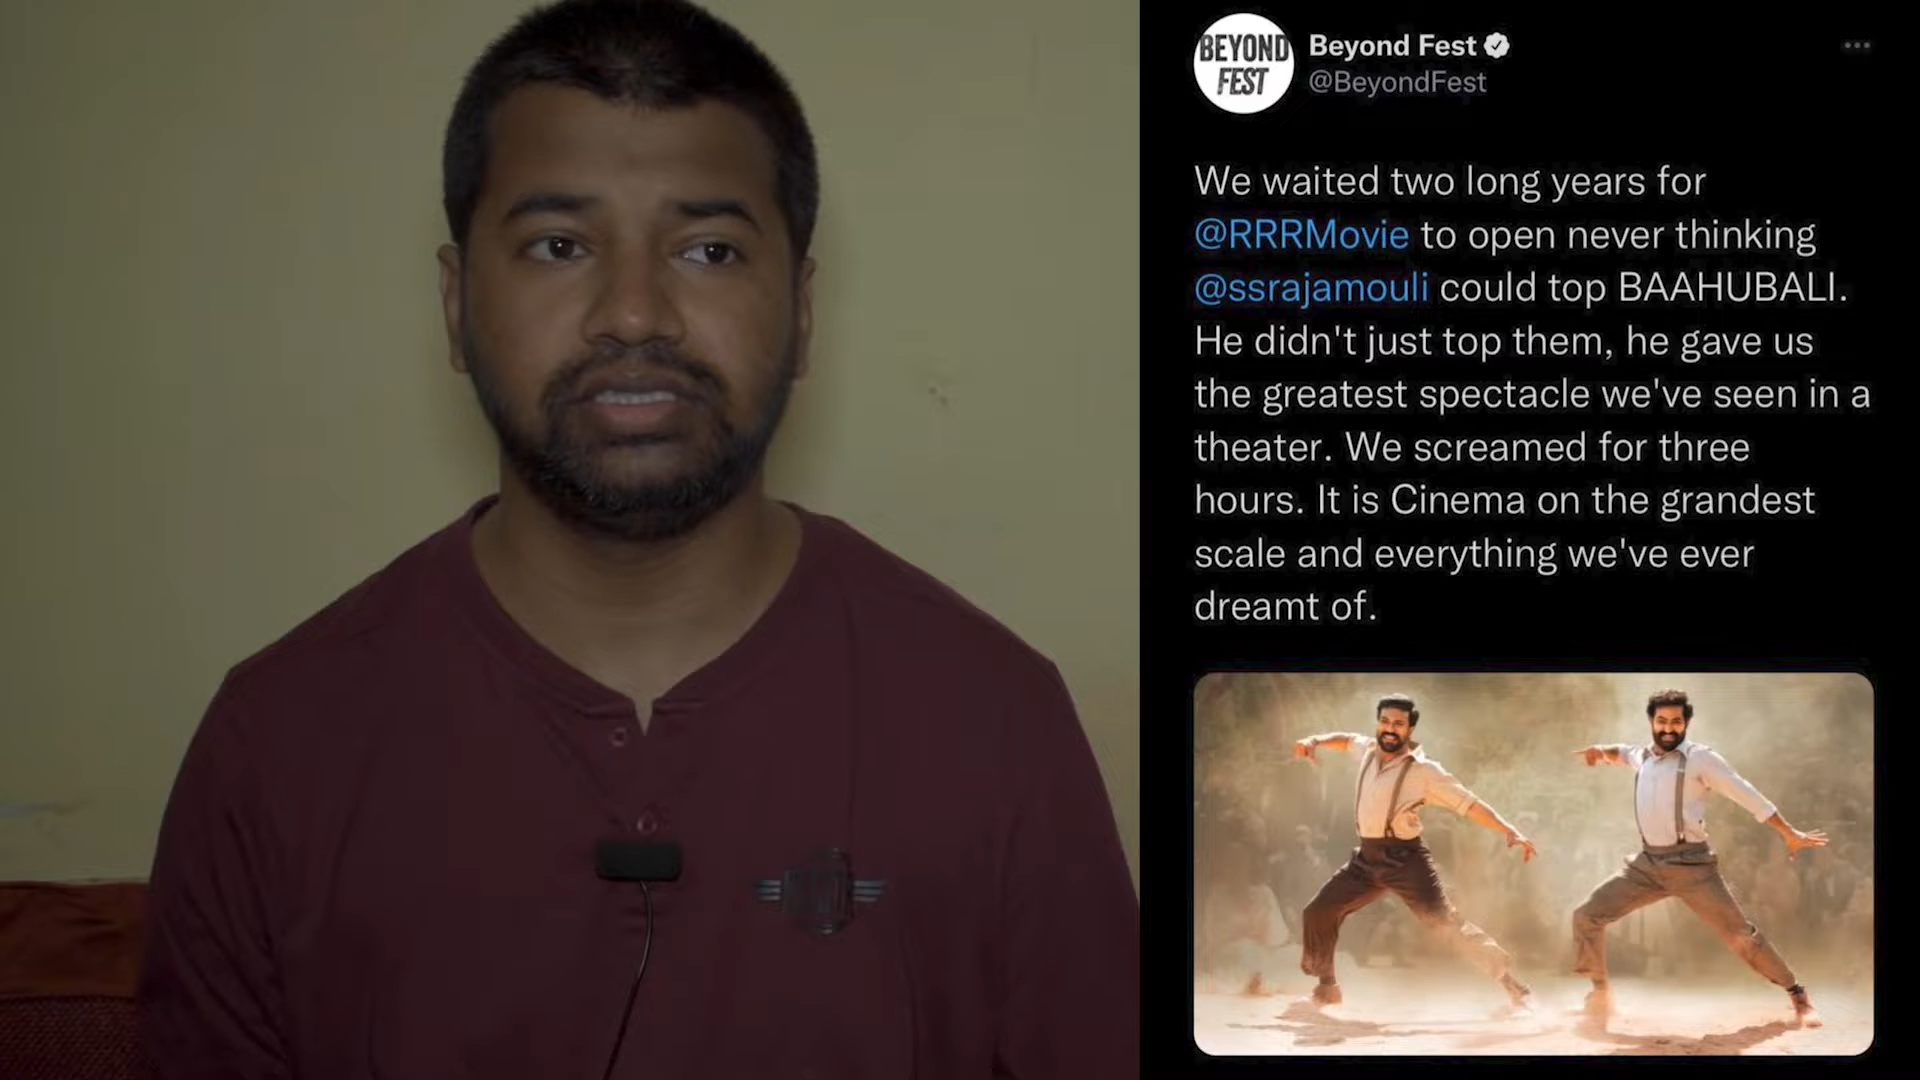 BEYOND
FEST
Beyond Fest
@BeyondFest
We waited two long years for
@RRRMovie to open never thinking
@ssrajamouli could top BAAHUBALI.
He didn't just top them, he gave us
the greatest spectacle we've seen in a
theater. We screamed for three
hours. It is Cinema on the grandest
scale and everything we've ever
dreamt of.